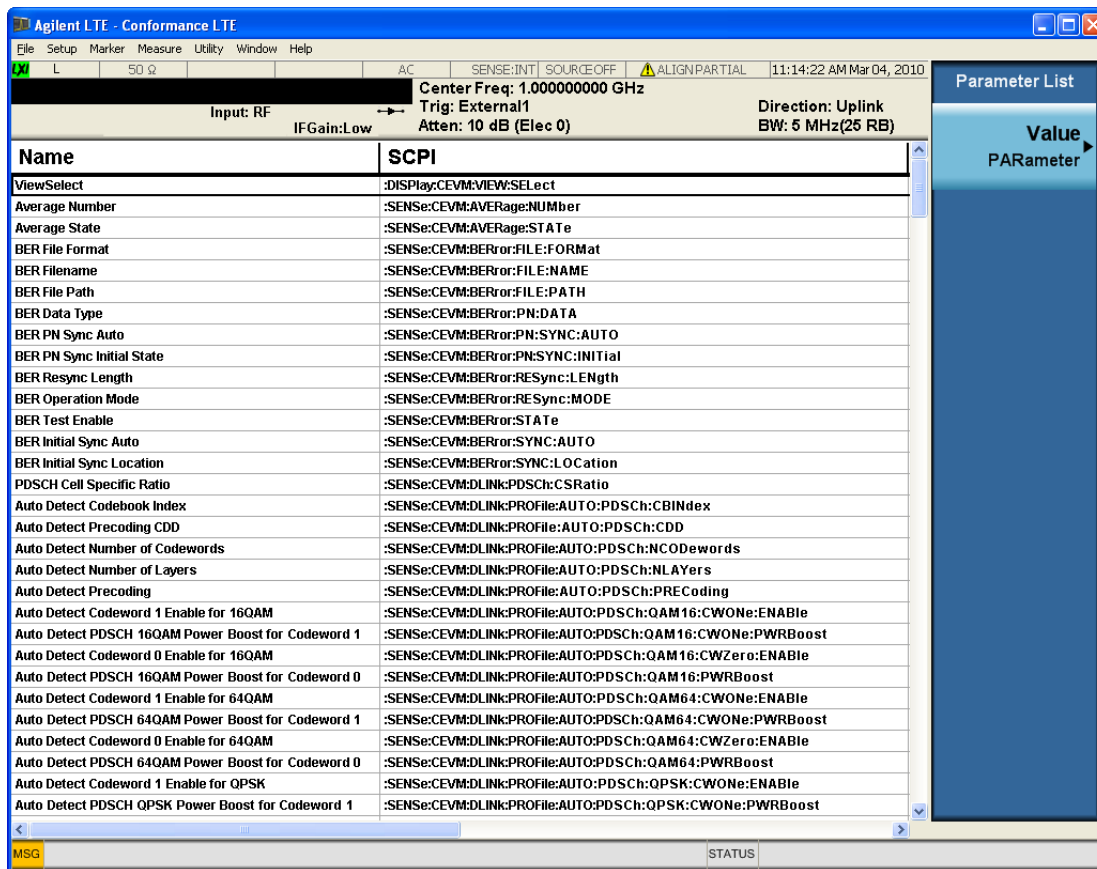 Agilent LTE - Conformance LTE
File Setup Marker Measure Utility Window Help
LXI L 50 Ω AC SENSE:INT SOURCE OFF ALIGN PARTIAL 11:14:22 AM Mar 04, 2010
Center Freq: 1.000000000 GHz
Input: RF Trig: External1 Direction: Uplink
IFGain:Low Atten: 10 dB (Elec 0) BW: 5 MHz(25 RB)
Parameter List
Value
PARameter
Name SCPI
ViewSelect :DISPlay:CEVM:VIEW:SELect
Average Number :SENSe:CEVM:AVERage:NUMber
Average State :SENSe:CEVM:AVERage:STATe
BER File Format :SENSe:CEVM:BERror:FILE:FORMat
BER Filename :SENSe:CEVM:BERror:FILE:NAME
BER File Path :SENSe:CEVM:BERror:FILE:PATH
BER Data Type :SENSe:CEVM:BERror:PN:DATA
BER PN Sync Auto :SENSe:CEVM:BERror:PN:SYNC:AUTO
BER PN Sync Initial State :SENSe:CEVM:BERror:PN:SYNC:INITial
BER Resync Length :SENSe:CEVM:BERror:RESync:LENgth
BER Operation Mode :SENSe:CEVM:BERror:RESync:MODE
BER Test Enable :SENSe:CEVM:BERror:STATe
BER Initial Sync Auto :SENSe:CEVM:BERror:SYNC:AUTO
BER Initial Sync Location :SENSe:CEVM:BERror:SYNC:LOCation
PDSCH Cell Specific Ratio :SENSe:CEVM:DLINk:PDSCh:CSRatio
Auto Detect Codebook Index :SENSe:CEVM:DLINk:PROFile:AUTO:PDSCh:CBINdex
Auto Detect Precoding CDD :SENSe:CEVM:DLINk:PROFile:AUTO:PDSCh:CDD
Auto Detect Number of Codewords :SENSe:CEVM:DLINk:PROFile:AUTO:PDSCh:NCODewords
Auto Detect Number of Layers :SENSe:CEVM:DLINk:PROFile:AUTO:PDSCh:NLAYers
Auto Detect Precoding :SENSe:CEVM:DLINk:PROFile:AUTO:PDSCh:PRECoding
Auto Detect Codeword 1 Enable for 16QAM :SENSe:CEVM:DLINk:PROFile:AUTO:PDSCh:QAM16:CWONe:ENABle
Auto Detect PDSCH 16QAM Power Boost for Codeword 1 :SENSe:CEVM:DLINk:PROFile:AUTO:PDSCh:QAM16:CWONe:PWRBoost
Auto Detect Codeword 0 Enable for 16QAM :SENSe:CEVM:DLINk:PROFile:AUTO:PDSCh:QAM16:CWZero:ENABle
Auto Detect PDSCH 16QAM Power Boost for Codeword 0 :SENSe:CEVM:DLINk:PROFile:AUTO:PDSCh:QAM16:PWRBoost
Auto Detect Codeword 1 Enable for 64QAM :SENSe:CEVM:DLINk:PROFile:AUTO:PDSCh:QAM64:CWONe:ENABle
Auto Detect PDSCH 64QAM Power Boost for Codeword 1 :SENSe:CEVM:DLINk:PROFile:AUTO:PDSCh:QAM64:CWONe:PWRBoost
Auto Detect Codeword 0 Enable for 64QAM :SENSe:CEVM:DLINk:PROFile:AUTO:PDSCh:QAM64:CWZero:ENABle
Auto Detect PDSCH 64QAM Power Boost for Codeword 0 :SENSe:CEVM:DLINk:PROFile:AUTO:PDSCh:QAM64:PWRBoost
Auto Detect Codeword 1 Enable for QPSK :SENSe:CEVM:DLINk:PROFile:AUTO:PDSCh:QPSK:CWONe:ENABle
Auto Detect PDSCH QPSK Power Boost for Codeword 1 :SENSe:CEVM:DLINk:PROFile:AUTO:PDSCh:QPSK:CWONe:PWRBoost
MSG STATUS